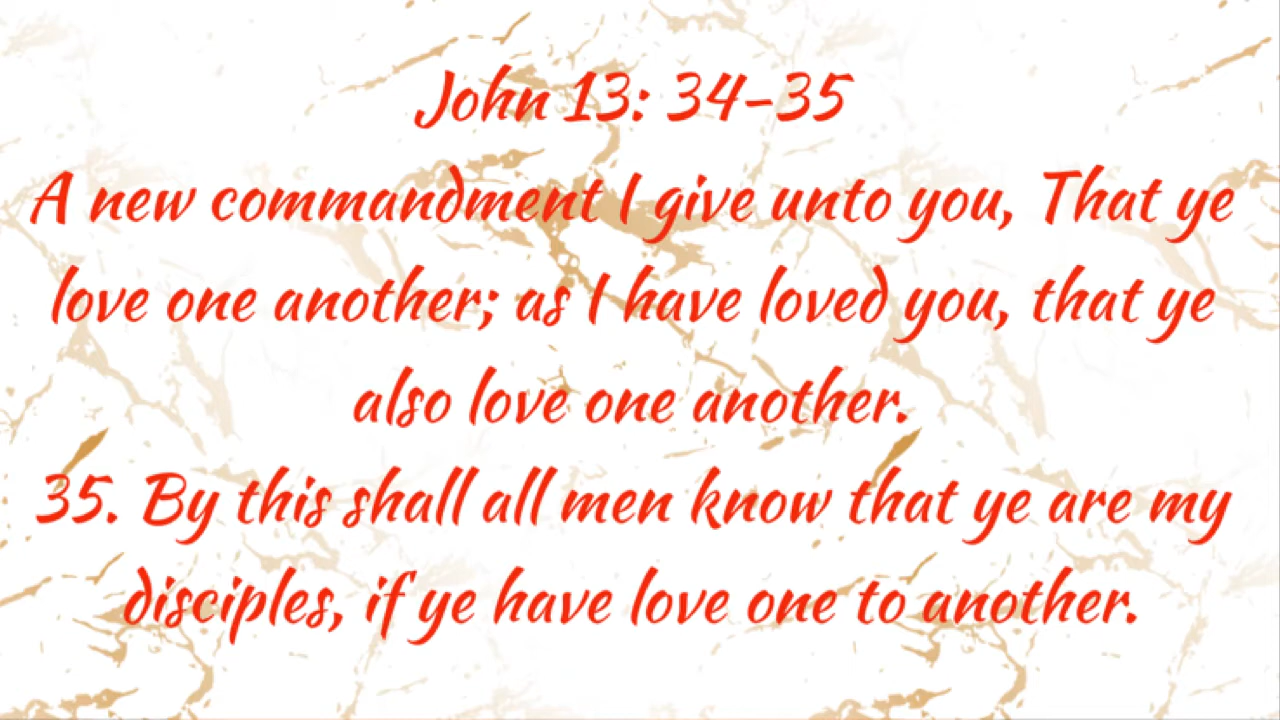 John 13: 34-35
A new commandment I give unto you, That ye
love one another; as I have loved you, that ye
also love one another.
35. By this shall all men know that ye are my
disciples, if ye have love one to another.